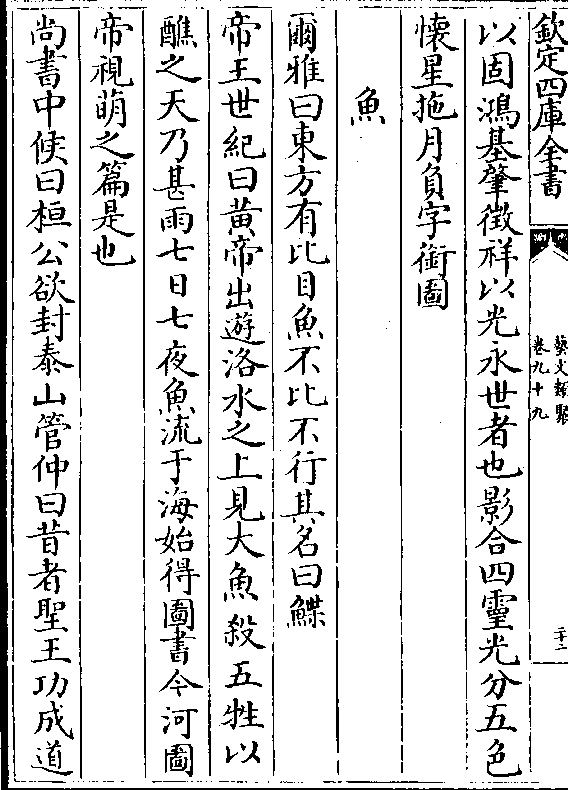 欽定四庫全書
藝文類聚
卷九十九
二十二
以固鴻基肇徵祥以光永世者也影合四靈光分五色
懷星拖月負字銜圖
魚
爾雅曰東方有比目魚不比不行其名曰鰈
帝王世紀曰黃帝出遊洛水之上見大魚殺五牲以
醮之天乃甚雨七日七夜魚流于海始得圖書今河圖
帝視萌之篇是也
尚書中候曰桓公欲封泰山管仲曰昔者聖王功成道